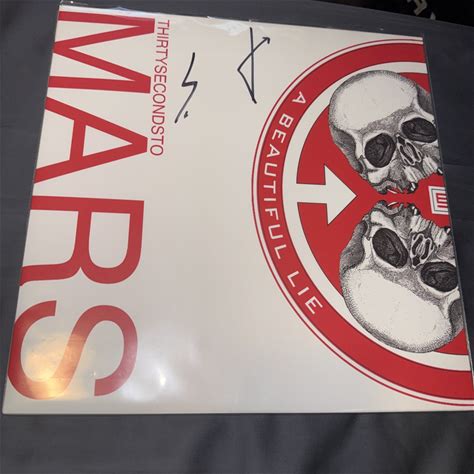 THIRTYSECONDSTO
MARS
A BEAUTIFUL LIE